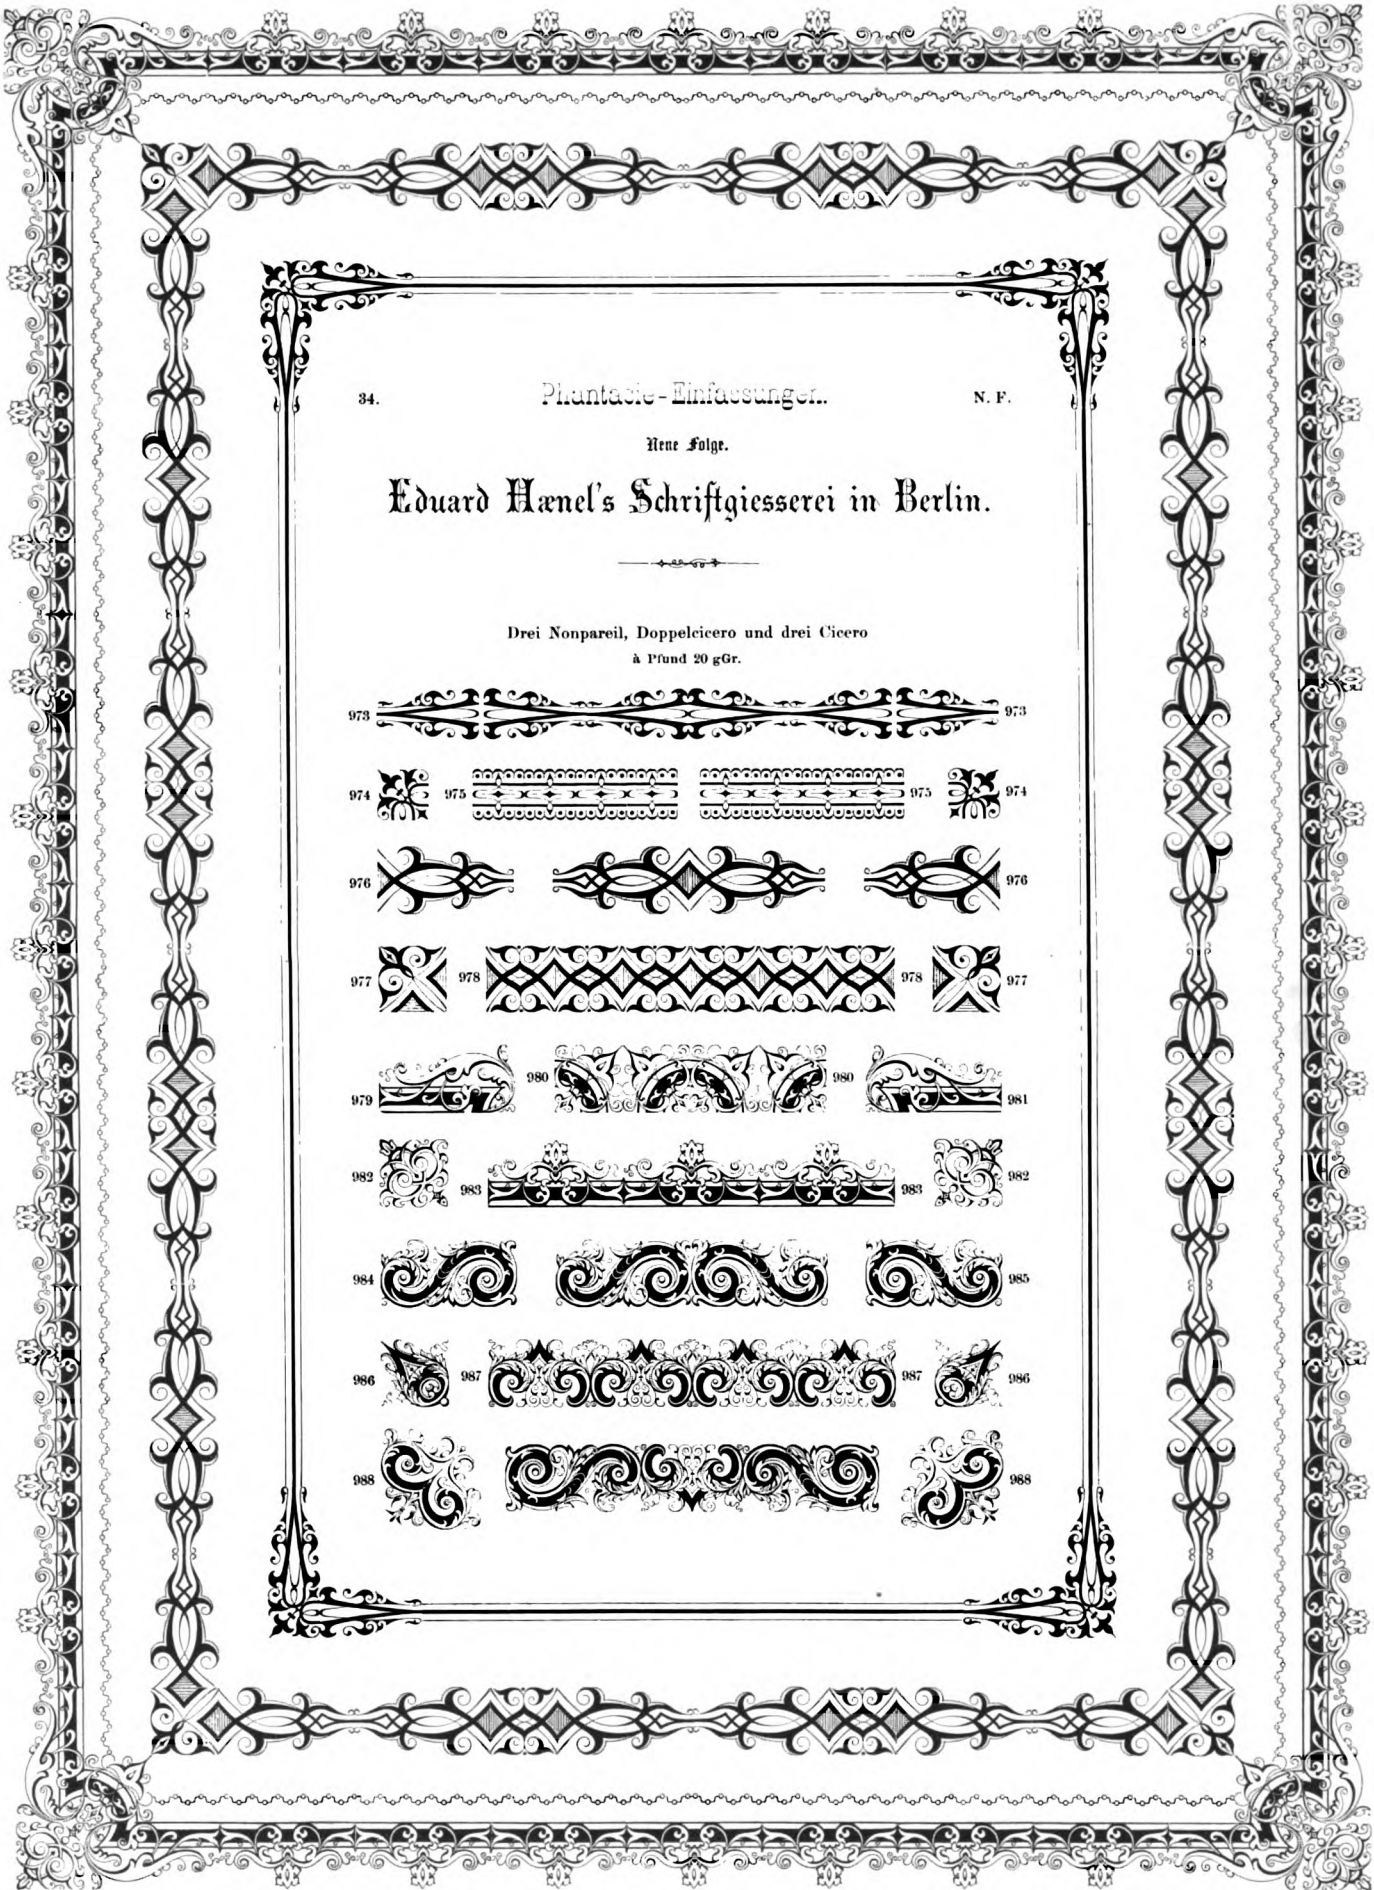 34. Phantasie-Einfassungen. N. F.
Neue Folge.
Eduard Hænel's Schriftgiesserei in Berlin.
Drei Nonpareil, Doppelcicero und drei Cicero
à Pfund 20 gGr.
973 973
974 975 975 974
976 976
977 978 978 977
979 980 980 981
982 983 983 982
984 985
986 987 987 986
988 988